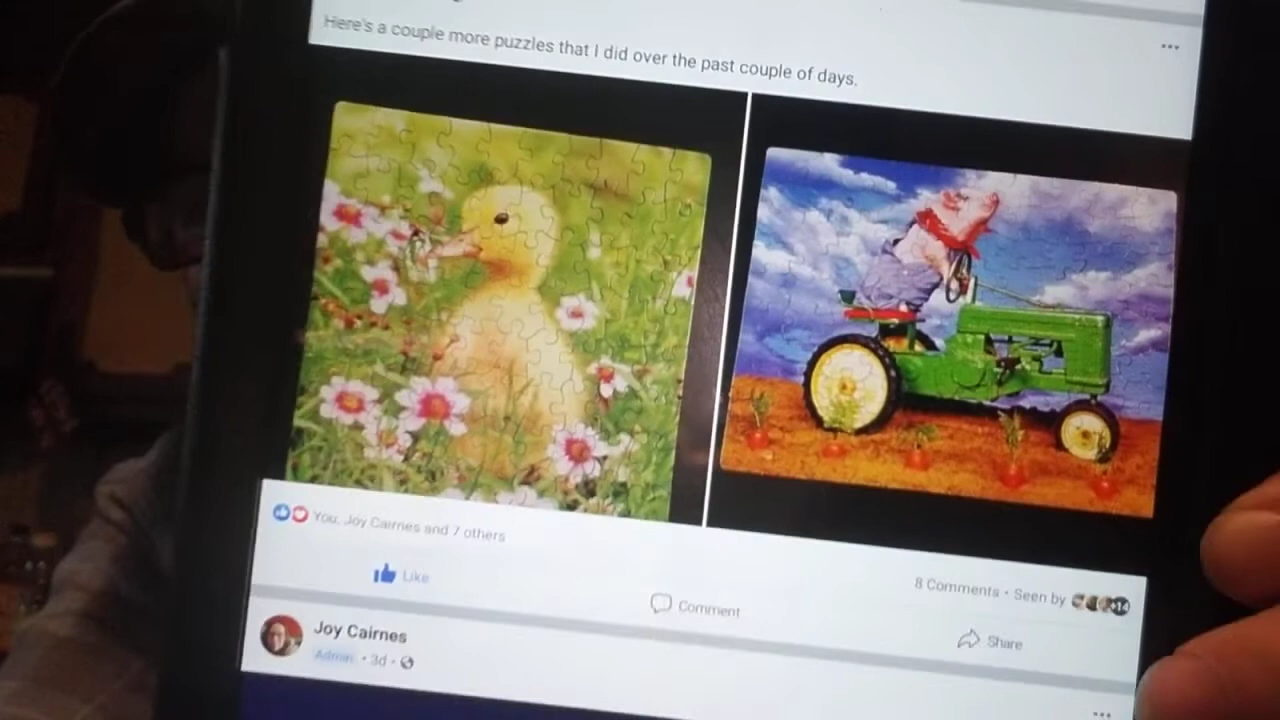 Here's a couple more puzzles that I did over the past couple of days.
You, Joy Cairnes and 7 others
8 Comments • Seen by
Like
Comment
Share
Joy Cairnes
Admin • 3d •